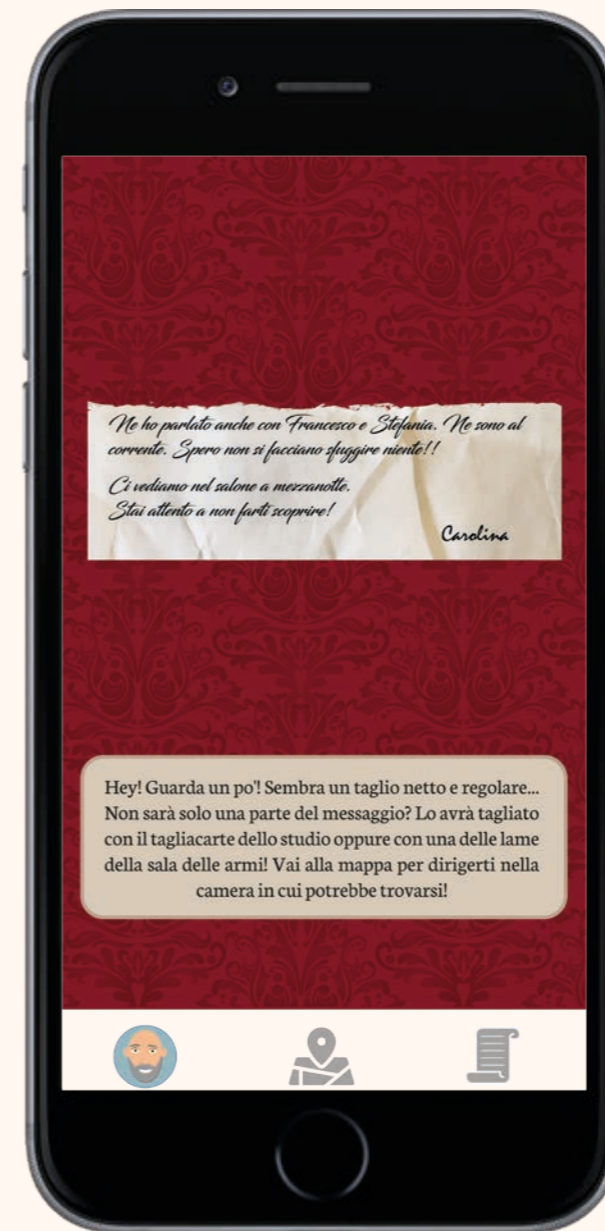 Ne ho parlato anche con Francesco e Stefania. Ne sono al
corrente. Spero non si facciano sfuggire niente!!
Ci vediamo nel salone a mezzanotte.
Stai attento a non farti scoprire!
Carolina
Hey! Guarda un po'! Sembra un taglio netto e regolare...
Non sarà solo una parte del messaggio? Lo avrà tagliato
con il tagliacarte dello studio oppure con una delle lame
della sala delle armi! Vai alla mappa per dirigerti nella
camera in cui potrebbe trovarsi!